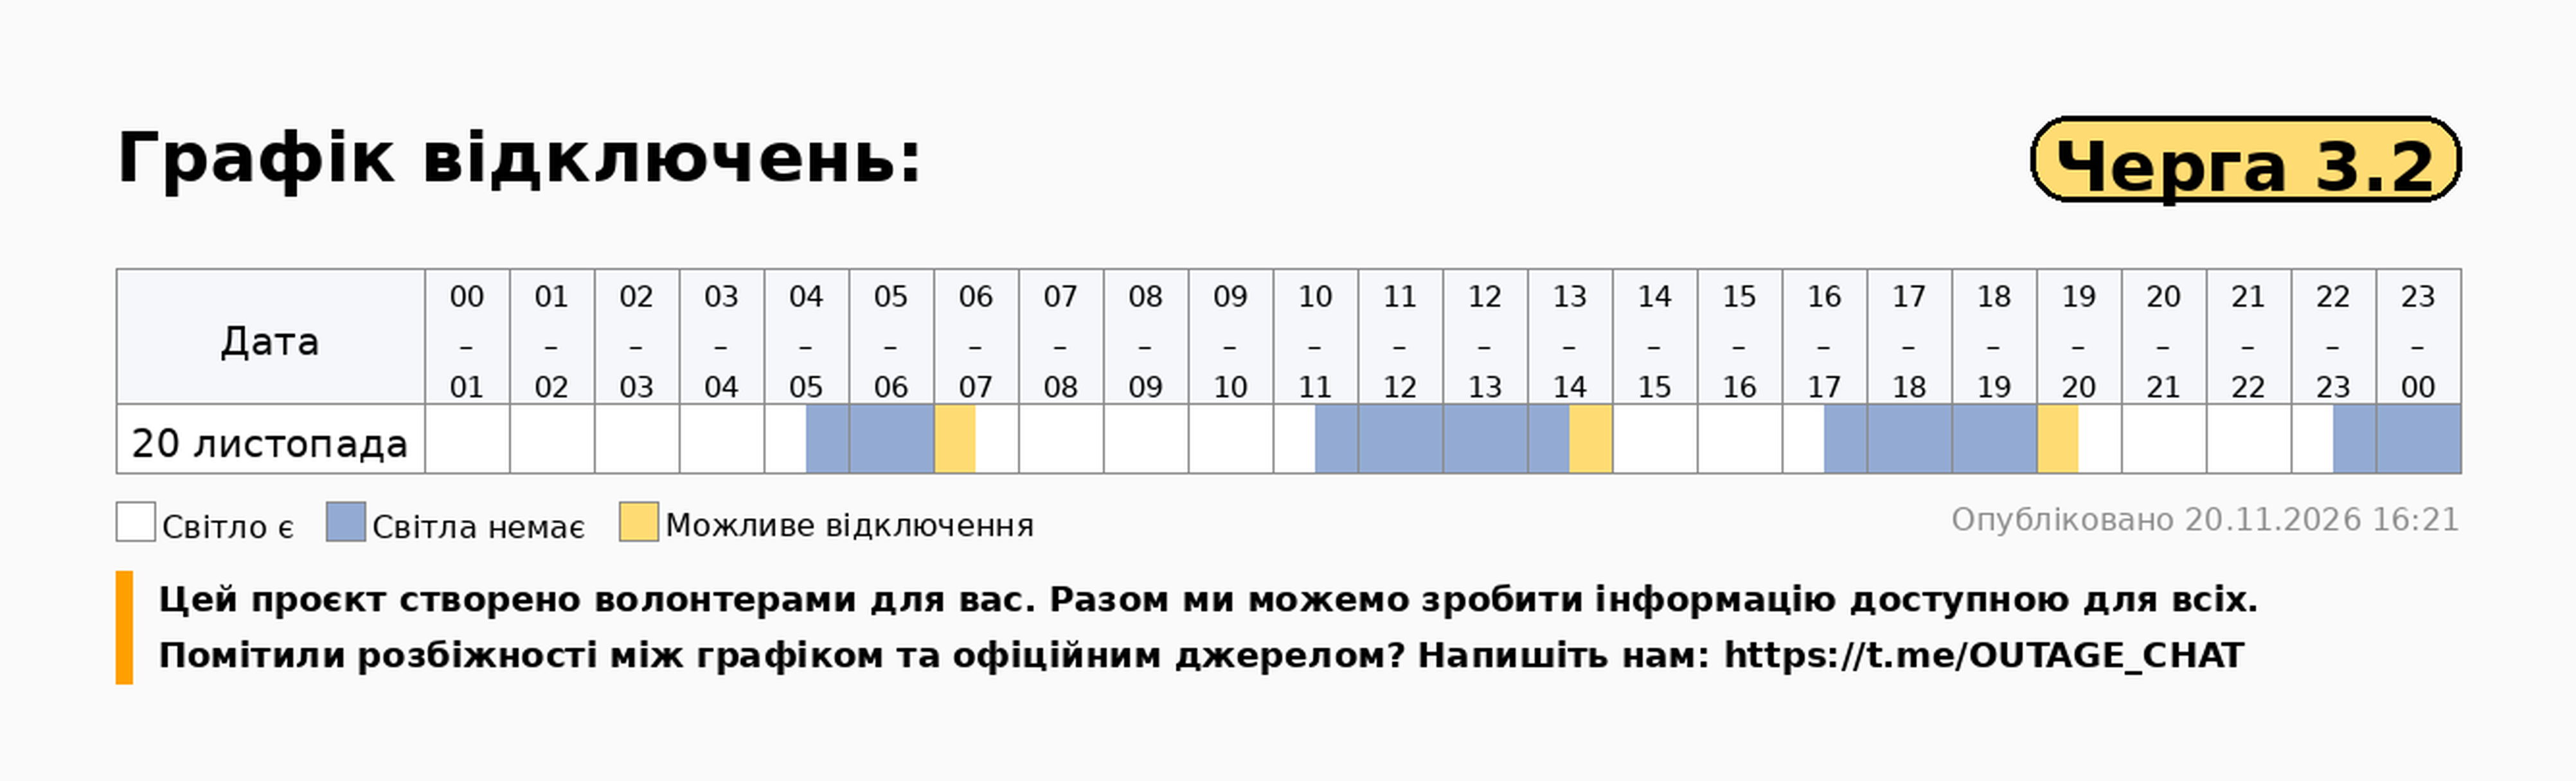 Графік відключень:
Черга 3.2
Дата
00 – 01
01 – 02
02 – 03
03 – 04
04 – 05
05 – 06
06 – 07
07 – 08
08 – 09
09 – 10
10 – 11
11 – 12
12 – 13
13 – 14
14 – 15
15 – 16
16 – 17
17 – 18
18 – 19
19 – 20
20 – 21
21 – 22
22 – 23
23 – 00
20 листопада
Світло є
Світла немає
Можливе відключення
Опубліковано 20.11.2026 16:21
Цей проєкт створено волонтерами для вас. Разом ми можемо зробити інформацію доступною для всіх.
Помітили розбіжності між графіком та офіційним джерелом? Напишіть нам: https://t.me/OUTAGE_CHAT